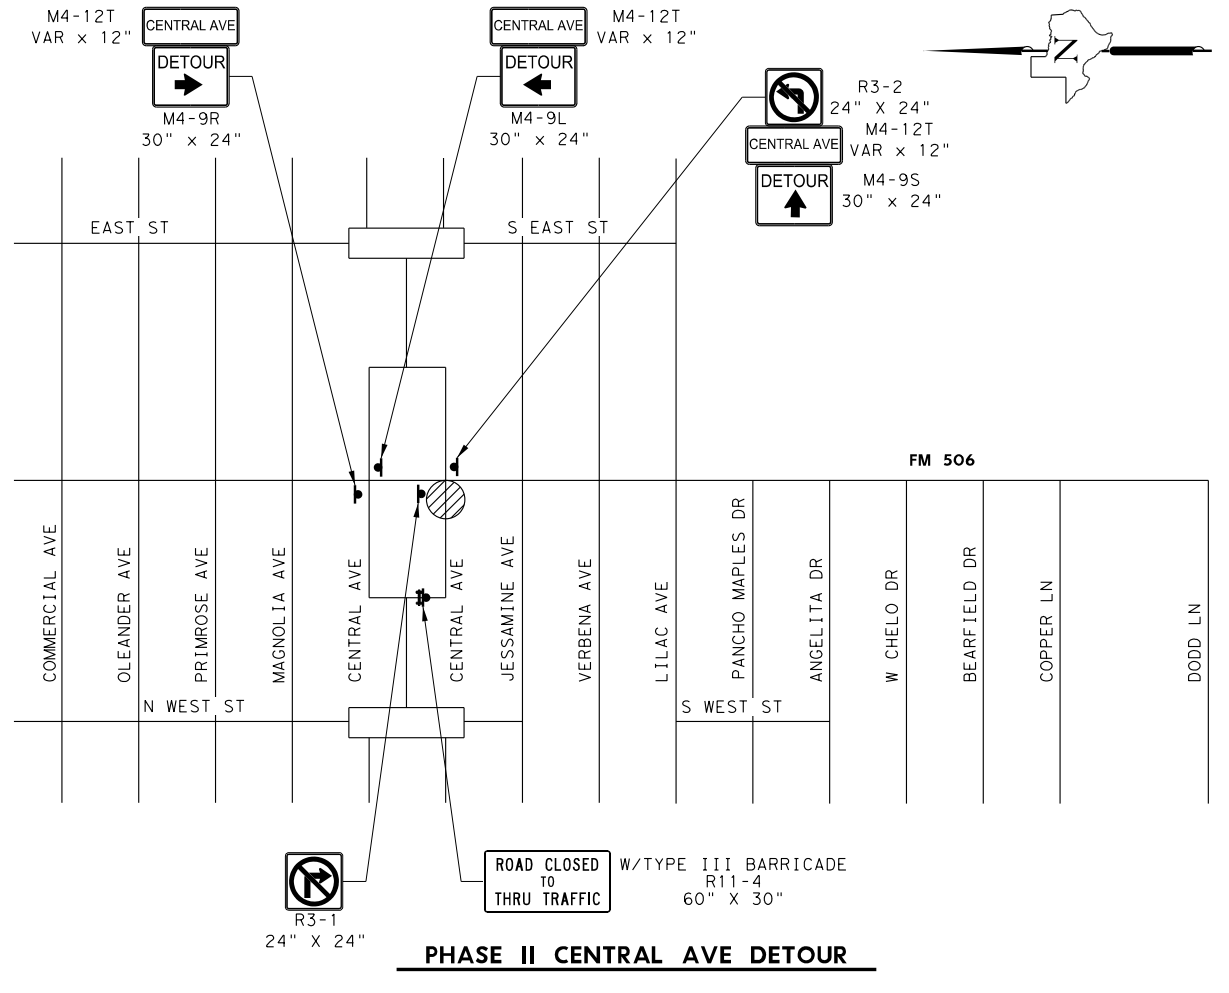 M4-12T
VAR x 12"
CENTRAL AVE
DETOUR
M4-9R
30" x 24"
CENTRAL AVE
M4-12T
VAR x 12"
DETOUR
M4-9L
30" x 24"
R3-2
24" X 24"
M4-12T
CENTRAL AVE
VAR x 12"
DETOUR
M4-9S
30" x 24"
N
EAST ST
S EAST ST
FM 506
COMMERCIAL AVE
OLEANDER AVE
PRIMROSE AVE
MAGNOLIA AVE
CENTRAL AVE
CENTRAL AVE
JESSAMINE AVE
VERBENA AVE
LILAC AVE
PANCHO MAPLES DR
ANGELITA DR
W CHELO DR
BEARFIELD DR
COPPER LN
DODD LN
N WEST ST
S WEST ST
R3-1
24" X 24"
ROAD CLOSED
TO
THRU TRAFFIC
W/TYPE III BARRICADE
R11-4
60" X 30"
PHASE II CENTRAL AVE DETOUR